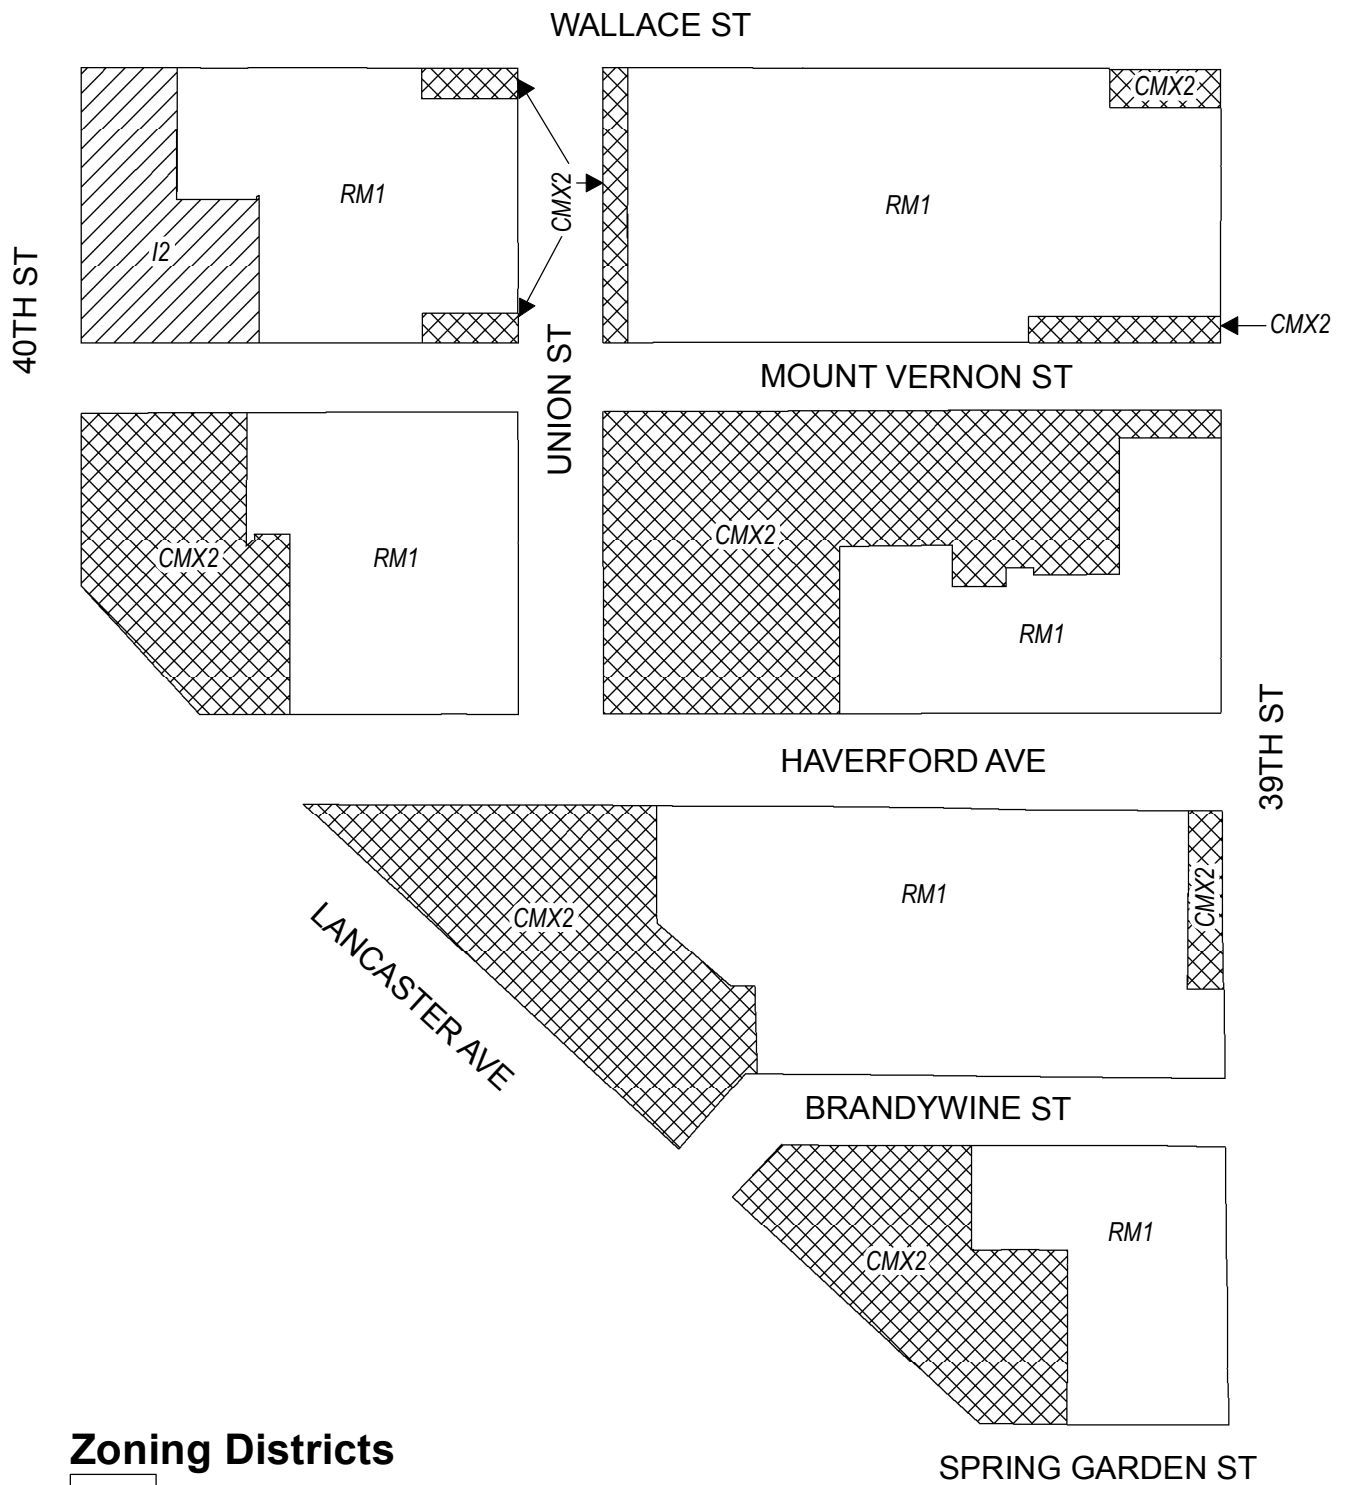 WALLACE ST
CMX2
RM1
CMX2
RM1
I2
40TH ST
CMX2
UNION ST
MOUNT VERNON ST
CMX2
RM1
CMX2
RM1
39TH ST
HAVERFORD AVE
CMX2
RM1
CMX2
LANCASTER AVE
BRANDYWINE ST
CMX2
RM1
Zoning Districts
SPRING GARDEN ST